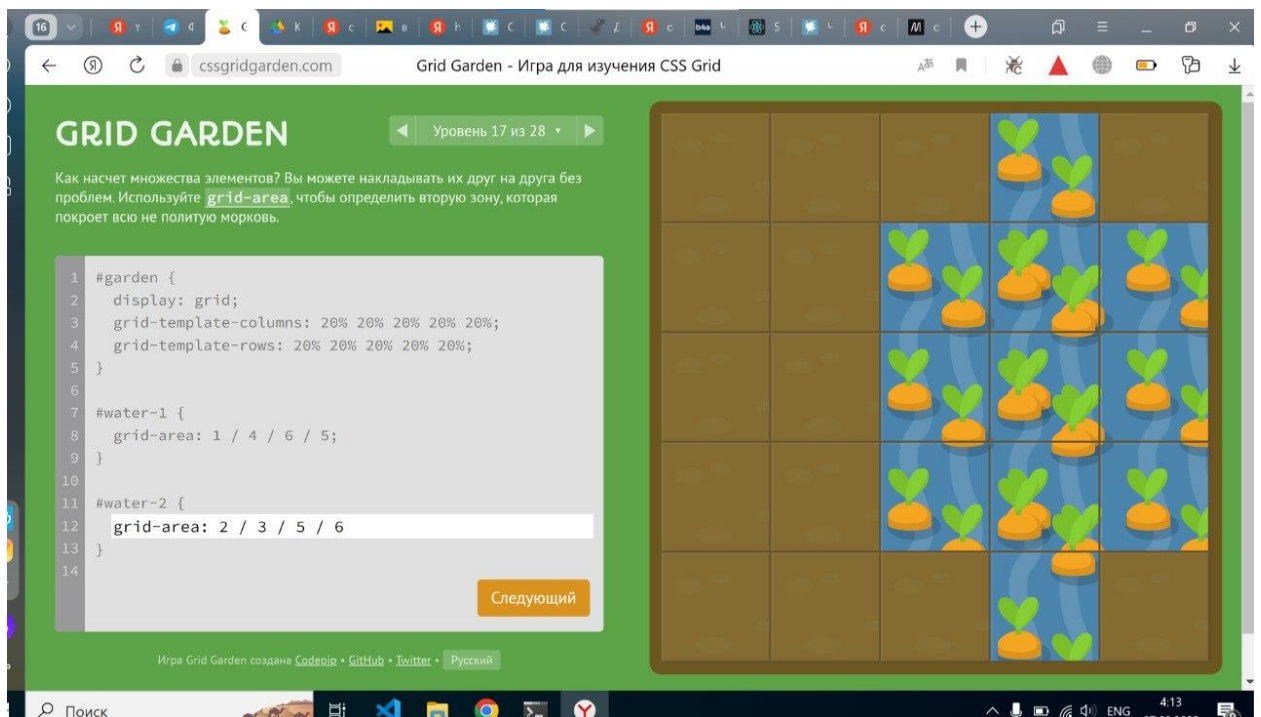 16
cssgridgarden.com
Grid Garden - Игра для изучения CSS Grid
GRID GARDEN
Уровень 17 из 28
Как насчет множества элементов? Вы можете накладывать их друг на друга без
проблем. Используйте grid-area, чтобы определить вторую зону, которая
покроет всю не политую морковь.
1 #garden {
2 display: grid;
3 grid-template-columns: 20% 20% 20% 20% 20%;
4 grid-template-rows: 20% 20% 20% 20% 20%;
5 }
6
7 #water-1 {
8 grid-area: 1 / 4 / 6 / 5;
9 }
10
11 #water-2 {
12 grid-area: 2 / 3 / 5 / 6
13 }
14
Следующий
Игра Grid Garden создана Codepip • GitHub • Twitter • Русский
Поиск
ENG
4:13